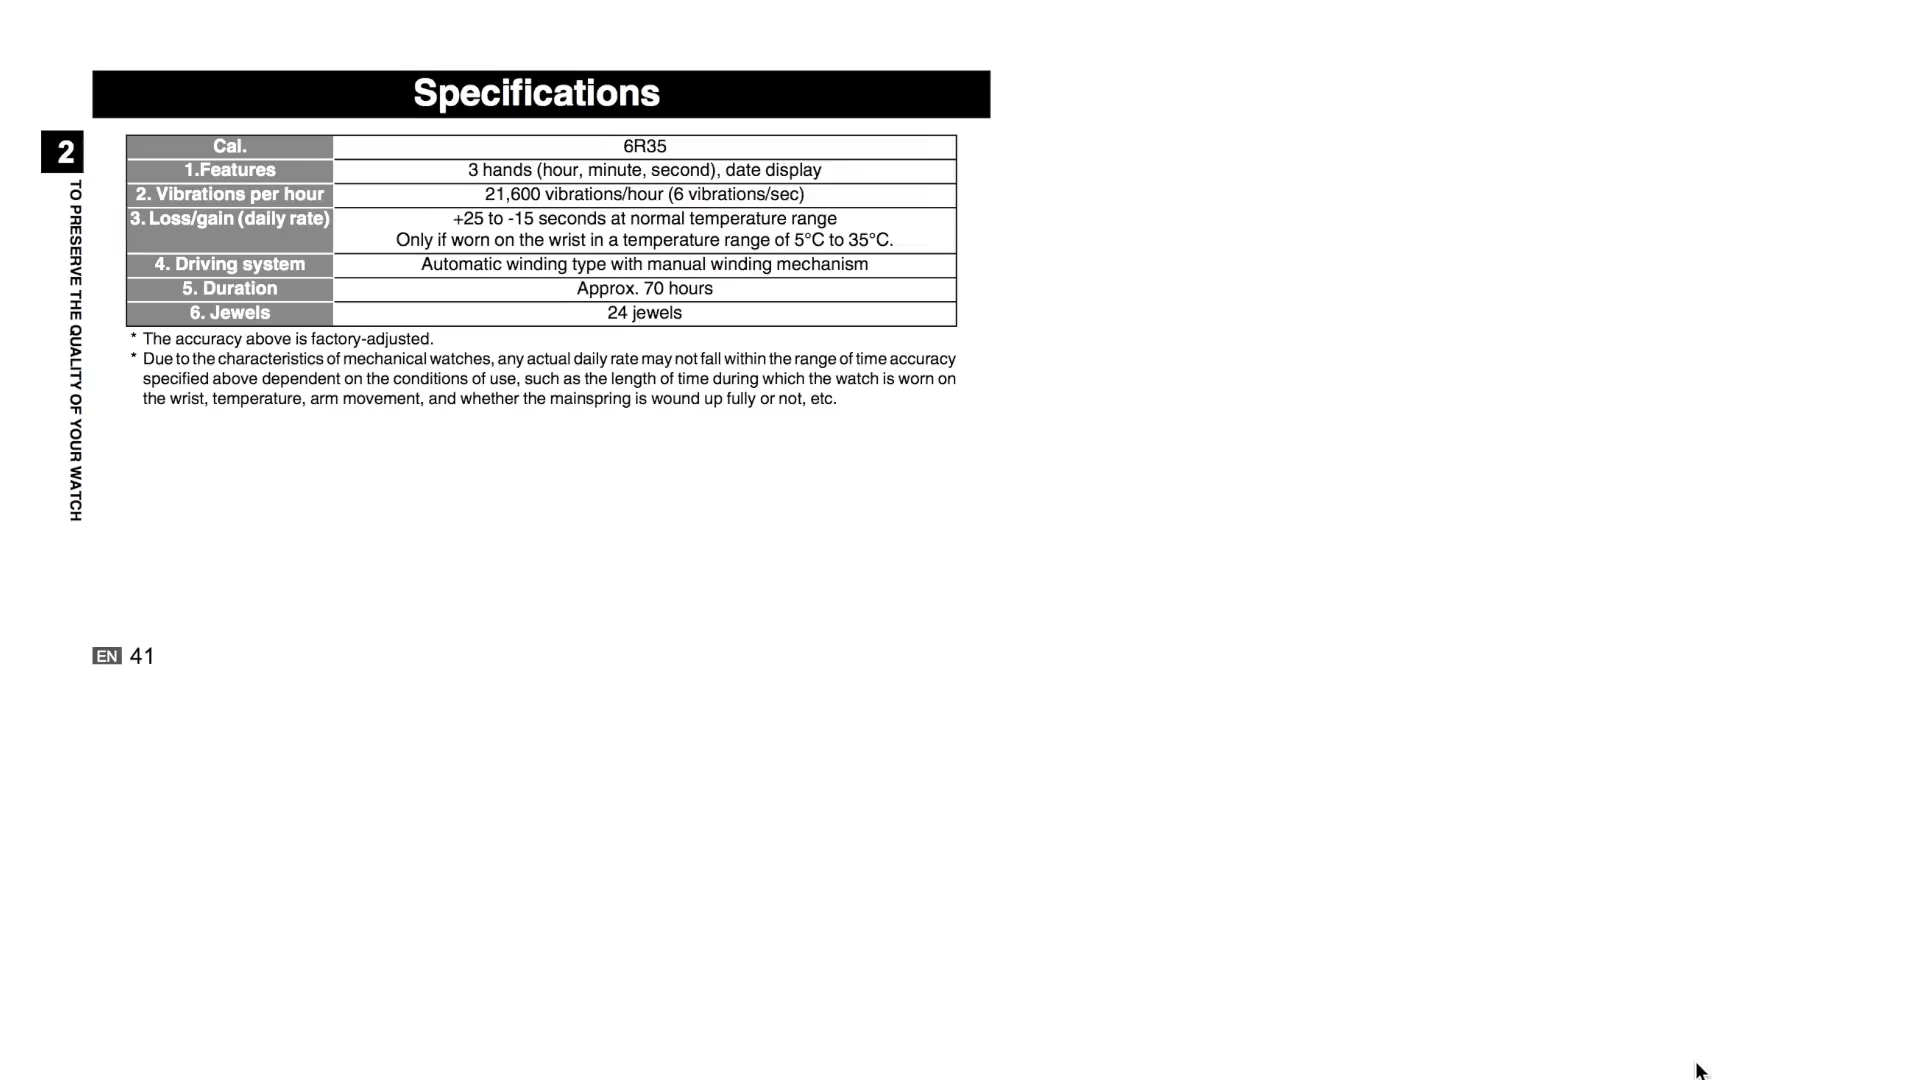 Specifications
2
TO PRESERVE THE QUALITY OF YOUR WATCH
Cal. 6R35
1.Features 3 hands (hour, minute, second), date display
2. Vibrations per hour 21,600 vibrations/hour (6 vibrations/sec)
3. Loss/gain (daily rate) +25 to -15 seconds at normal temperature range
Only if worn on the wrist in a temperature range of 5°C to 35°C.
4. Driving system Automatic winding type with manual winding mechanism
5. Duration Approx. 70 hours
6. Jewels 24 jewels
* The accuracy above is factory-adjusted.
* Due to the characteristics of mechanical watches, any actual daily rate may not fall within the range of time accuracy
specified above dependent on the conditions of use, such as the length of time during which the watch is worn on
the wrist, temperature, arm movement, and whether the mainspring is wound up fully or not, etc.
EN 41